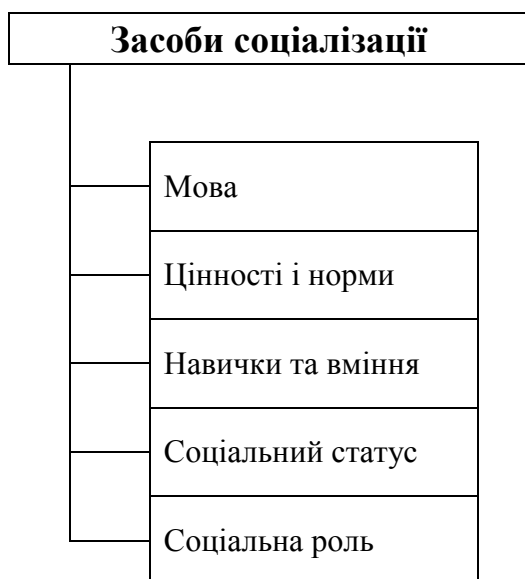 Засоби соціалізації
Мова
Цінності і норми
Навички та вміння
Соціальний статус
Соціальна роль